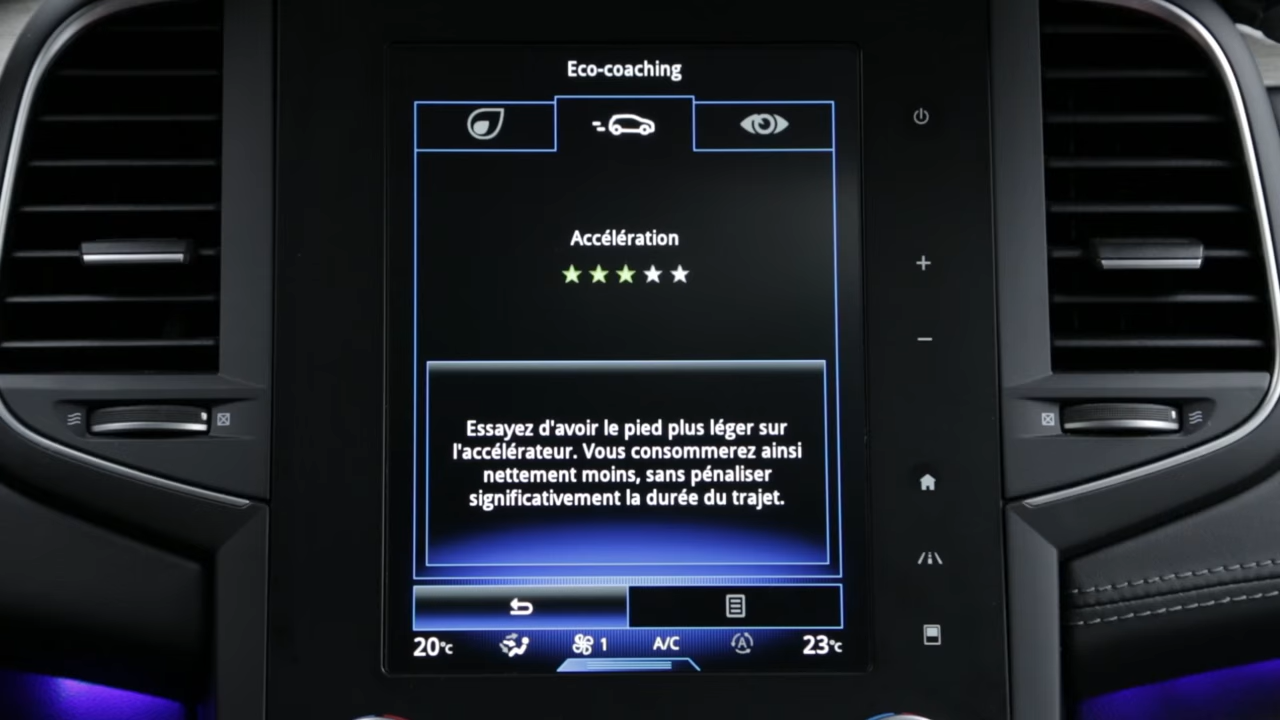 Eco-coaching
Accélération
Essayez d'avoir le pied plus léger sur
l'accélérateur. Vous consommerez ainsi
nettement moins, sans pénaliser
significativement la durée du trajet.
20°C 1 A/C A 23°C